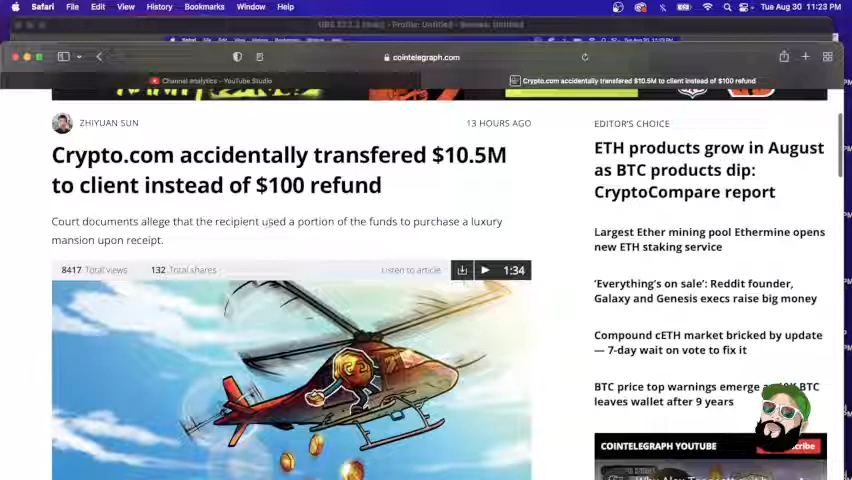 Safari File Edit View History Bookmarks Window Help Tue Aug 30 11:23 PM
cointelegraph.com
Channel analytics - YouTube Studio
Crypto.com accidentally transfered $10.5M to client instead of $100 refund
ZHIYUAN SUN
13 HOURS AGO
Crypto.com accidentally transfered $10.5M
to client instead of $100 refund
Court documents allege that the recipient used a portion of the funds to purchase a luxury
mansion upon receipt.
8417 Total views 132 Total shares Listen to article 1:34
EDITOR'S CHOICE
ETH products grow in August
as BTC products dip:
CryptoCompare report
Largest Ether mining pool Ethermine opens
new ETH staking service
'Everything's on sale': Reddit founder,
Galaxy and Genesis execs raise big money
Compound cETH market bricked by update
— 7-day wait on vote to fix it
BTC price top warnings emerge BTC
leaves wallet after 9 years
COINTELEGRAPH YOUTUBE